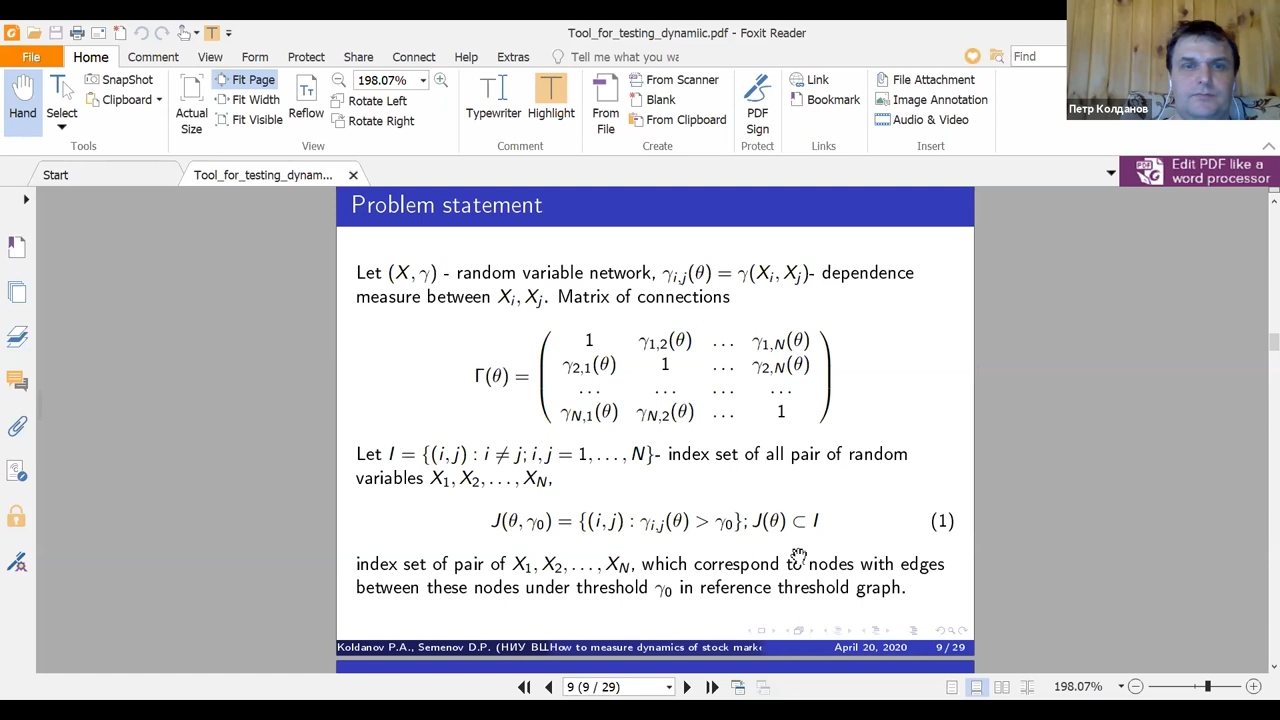 Tool_for_testing_dynamiic.pdf - Foxit Reader
File Home Comment View Form Protect Share Connect Help Extras Tell me what you wa Find
Hand
Select
SnapShot
Clipboard
Tools
Actual Size
Fit Page
Fit Width
Fit Visible
Reflow
198.07%
Rotate Left
Rotate Right
View
Typewriter
Highlight
Comment
From File
From Scanner
Blank
From Clipboard
Create
PDF Sign
Protect
Link
Bookmark
Links
File Attachment
Image Annotation
Audio & Video
Insert
Петр Колданов
Start
Tool_for_testing_dynam...
Edit PDF like a
word processor
Problem statement
Let (X, γ) - random variable network, γ_{i,j}(θ) = γ(X_i, X_j)- dependence
measure between X_i, X_j. Matrix of connections
Γ(θ) =
1 γ_{1,2}(θ) ... γ_{1,N}(θ)
γ_{2,1}(θ) 1 ... γ_{2,N}(θ)
... ... ... ...
γ_{N,1}(θ) γ_{N,2}(θ) ... 1
Let I = {(i, j) : i ≠ j; i, j = 1, . . . , N}- index set of all pair of random
variables X_1, X_2, . . . , X_N,
J(θ, γ_0) = {(i, j) : γ_{i,j}(θ) > γ_0}; J(θ) ⊂ I (1)
index set of pair of X_1, X_2, . . . , X_N, which correspond to nodes with edges
between these nodes under threshold γ_0 in reference threshold graph.
Koldanov P.A., Semenov D.P. (НИУ ВШ How to measure dynamics of stock marke April 20, 2020 9 / 29
9 (9 / 29) 198.07%